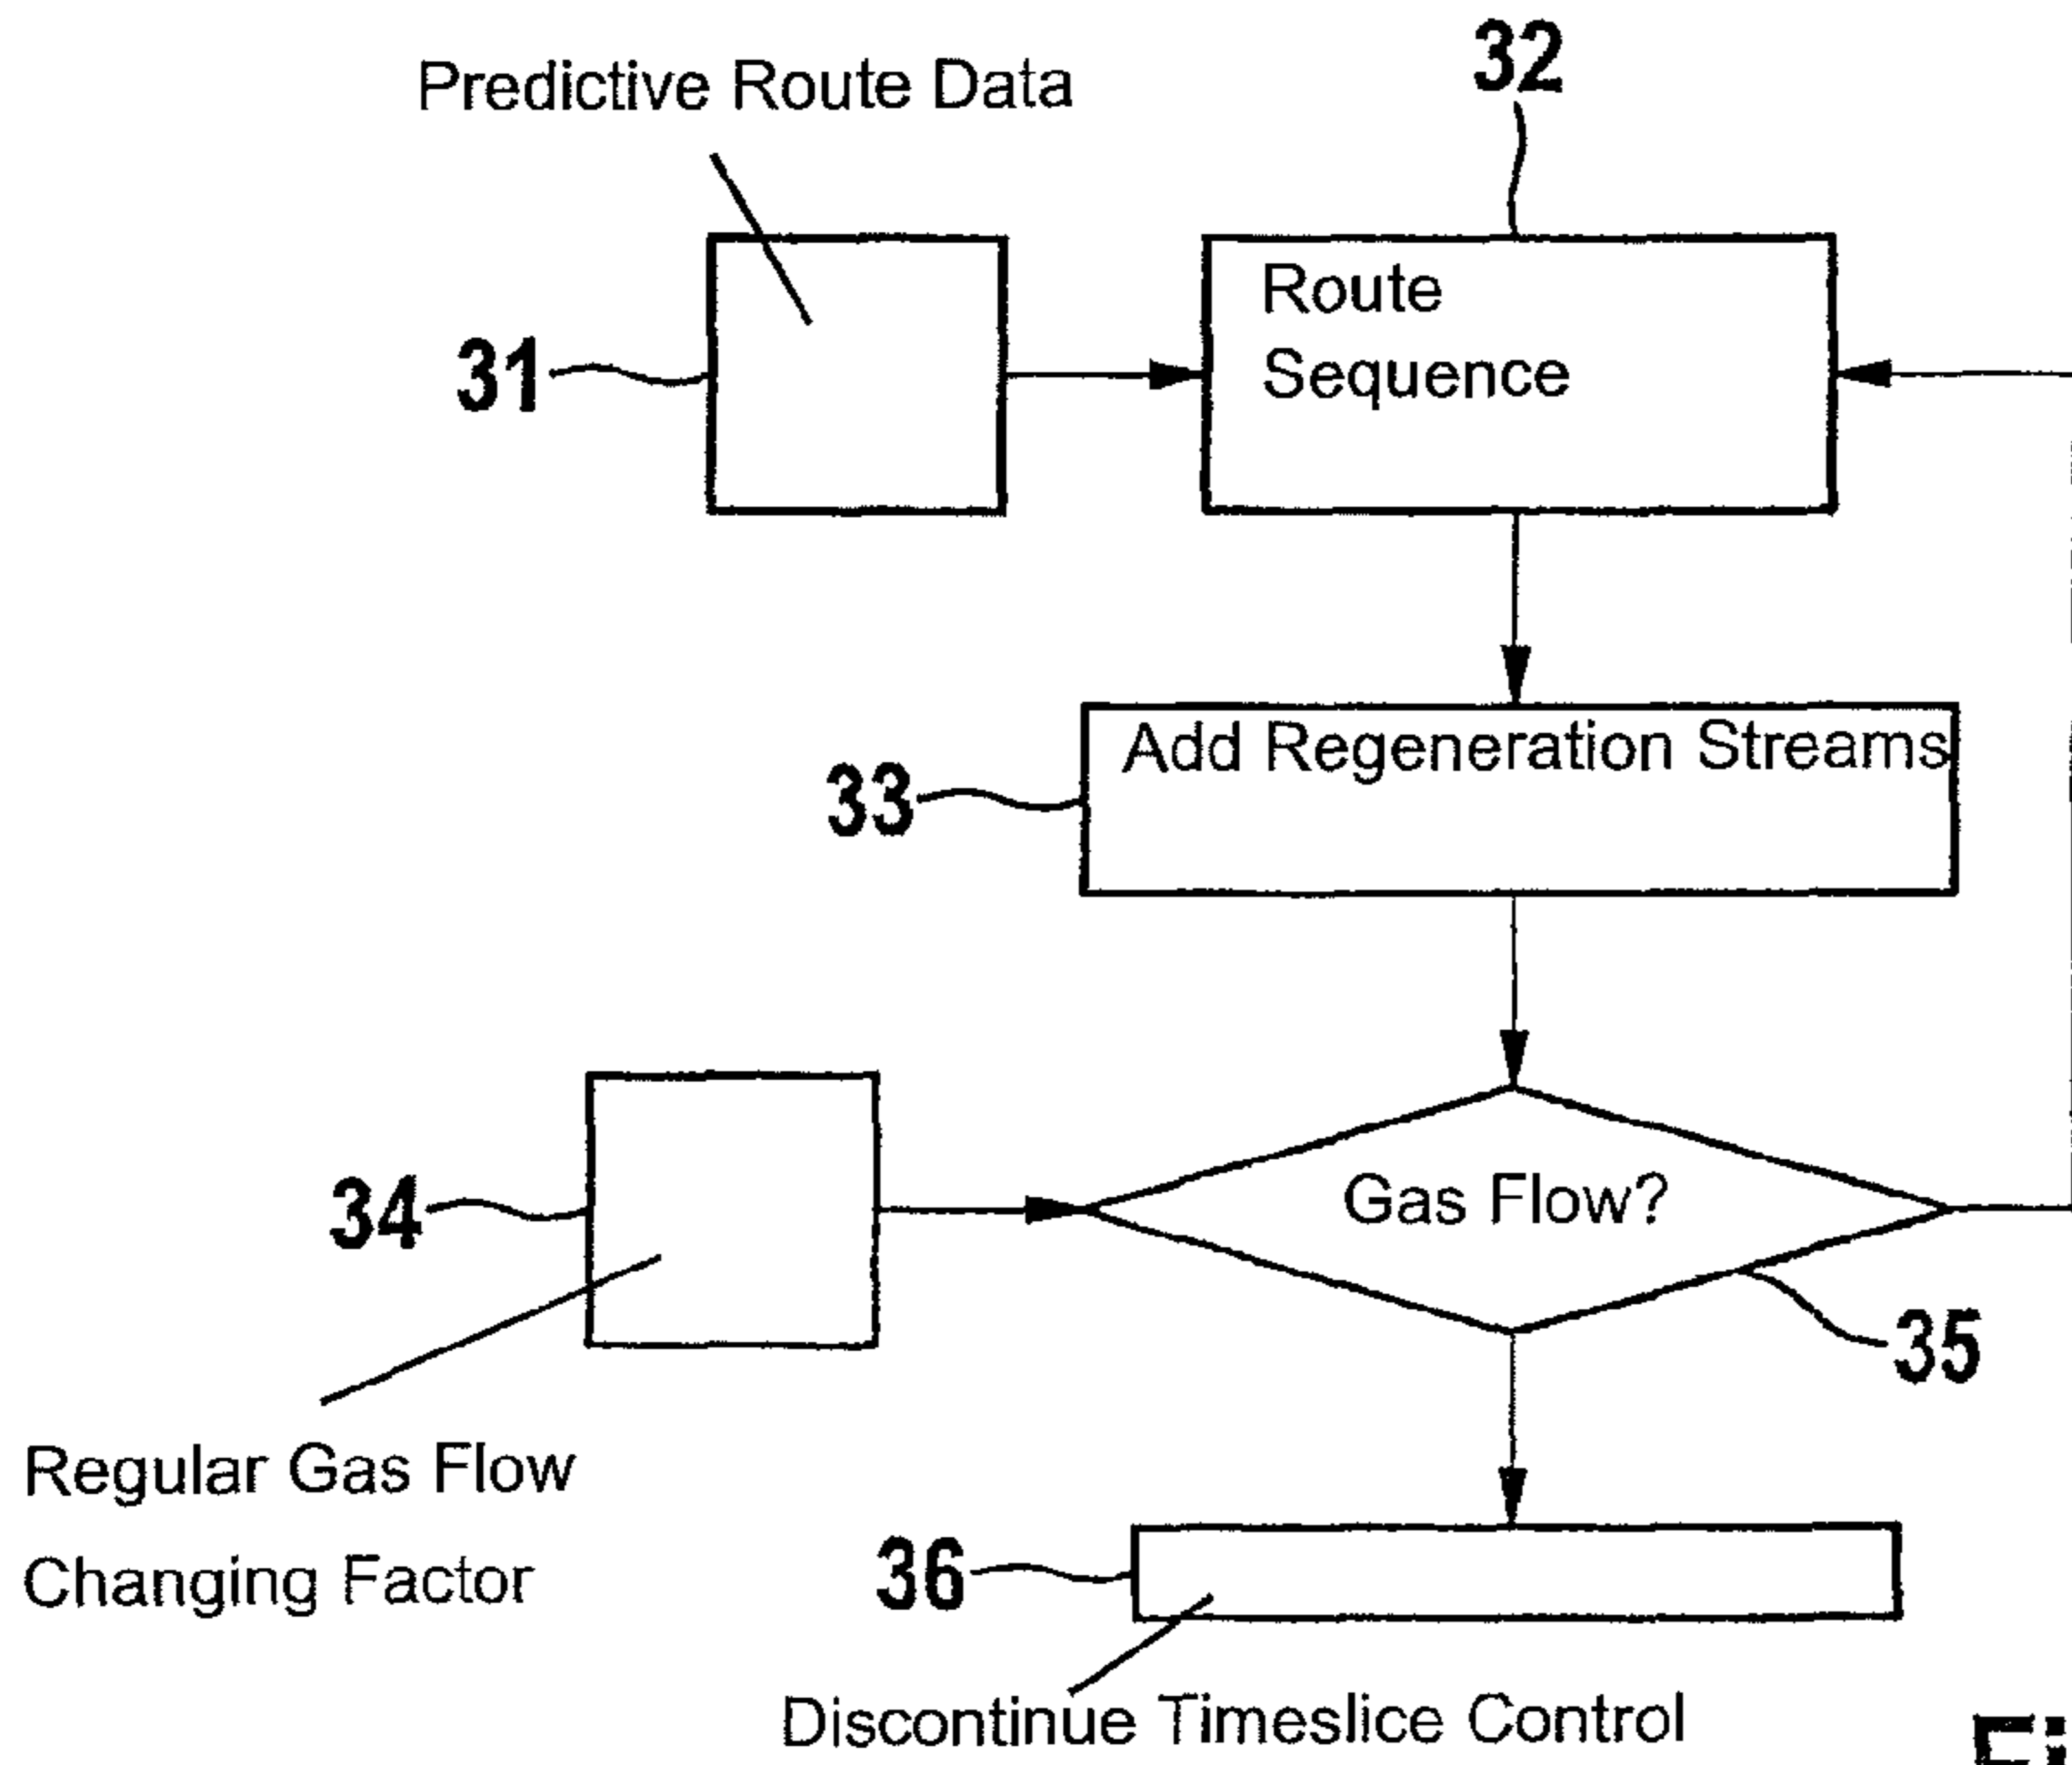 Predictive Route Data
32
31
Route
Sequence
33
Add Regeneration Streams
34
Gas Flow?
35
Regular Gas Flow
Changing Factor
36
Discontinue Timeslice Control